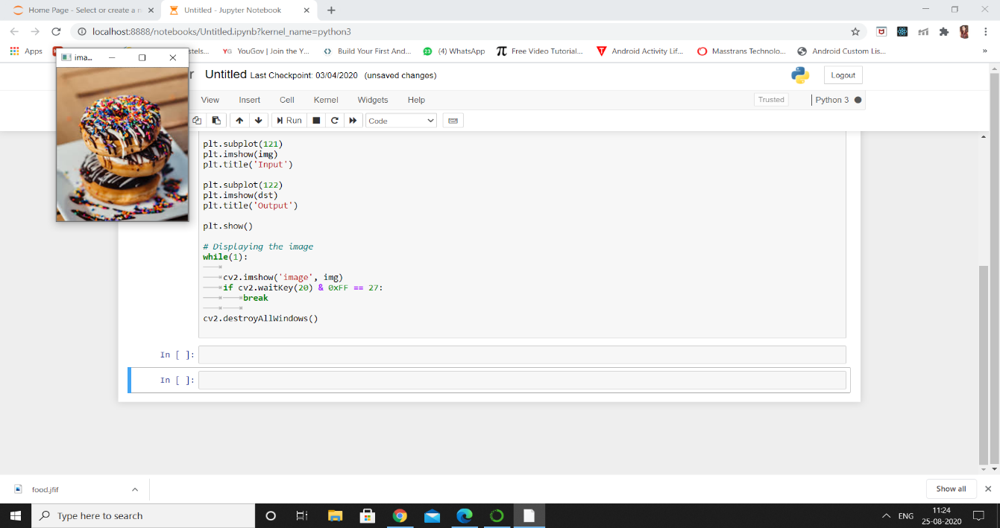 Home Page - Select or create a n
Untitled - Jupyter Notebook
localhost:8888/notebooks/Untitled.ipynb?kernel_name=python3
Apps
stels...
YG YouGov | Join the Y...
Build Your First And...
23 (4) WhatsApp
Free Video Tutorial...
Android Activity Lif...
Masstrans Technolo...
Android Custom Lis...
»
ima...
r Untitled Last Checkpoint: 03/04/2020 (unsaved changes)
Logout
View Insert Cell Kernel Widgets Help
Trusted
Python 3
Run
Code
plt.subplot(121)
plt.imshow(img)
plt.title('Input')
plt.subplot(122)
plt.imshow(dst)
plt.title('Output')
plt.show()
# Displaying the image
while(1):
cv2.imshow('image', img)
if cv2.waitKey(20) & 0xFF == 27:
break
cv2.destroyAllWindows()
In [ ]:
In [ ]:
food.jfif
Show all
Type here to search
ENG
11:24
25-08-2020